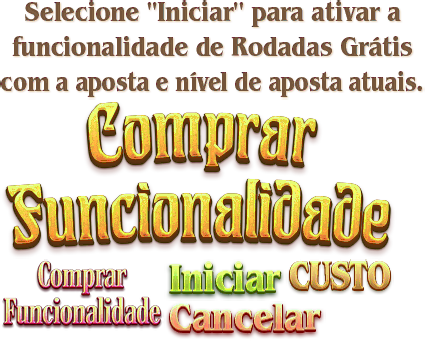 Selecione "Iniciar" para ativar a
funcionalidade de Rodadas Grátis
com a aposta e nível de aposta atuais.
Comprar
Funcionalidade
Comprar
Funcionalidade
Iniciar
CUSTO
Cancelar